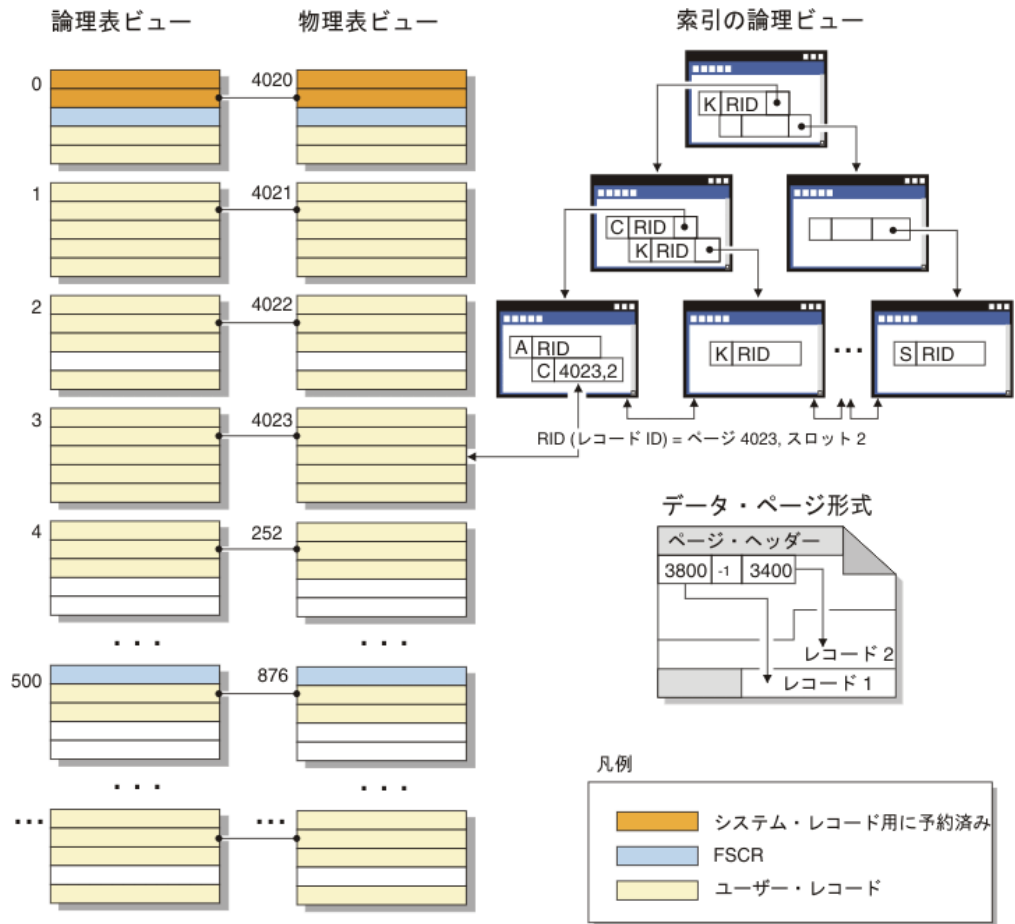 論理表ビュー
物理表ビュー
索引の論理ビュー
0
4020
1
4021
2
4022
3
4023
4
252
• • •
• • •
500
876
• • •
• • •
•••
•••
K RID
C RID
K RID
A RID
C 4023,2
K RID
•••
S RID
RID (レコード ID) = ページ 4023, スロット 2
データ・ページ形式
ページ・ヘッダー
3800 -1 3400
レコード 2
レコード 1
凡例
システム・レコード用に予約済み
FSCR
ユーザー・レコード